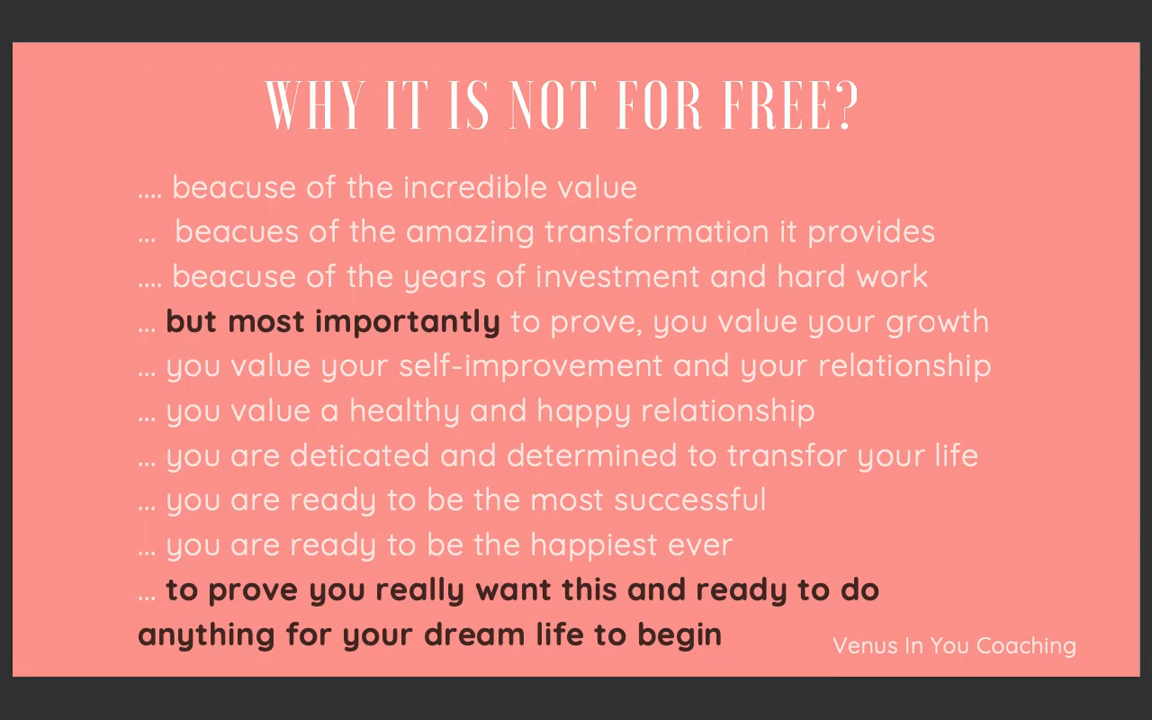 WHY IT IS NOT FOR FREE?
.... beacuse of the incredible value
... beacues of the amazing transformation it provides
.... beacuse of the years of investment and hard work
... but most importantly to prove, you value your growth
... you value your self-improvement and your relationship
... you value a healthy and happy relationship
... you are deticated and determined to transfor your life
... you are ready to be the most successful
... you are ready to be the happiest ever
... to prove you really want this and ready to do
anything for your dream life to begin
Venus In You Coaching